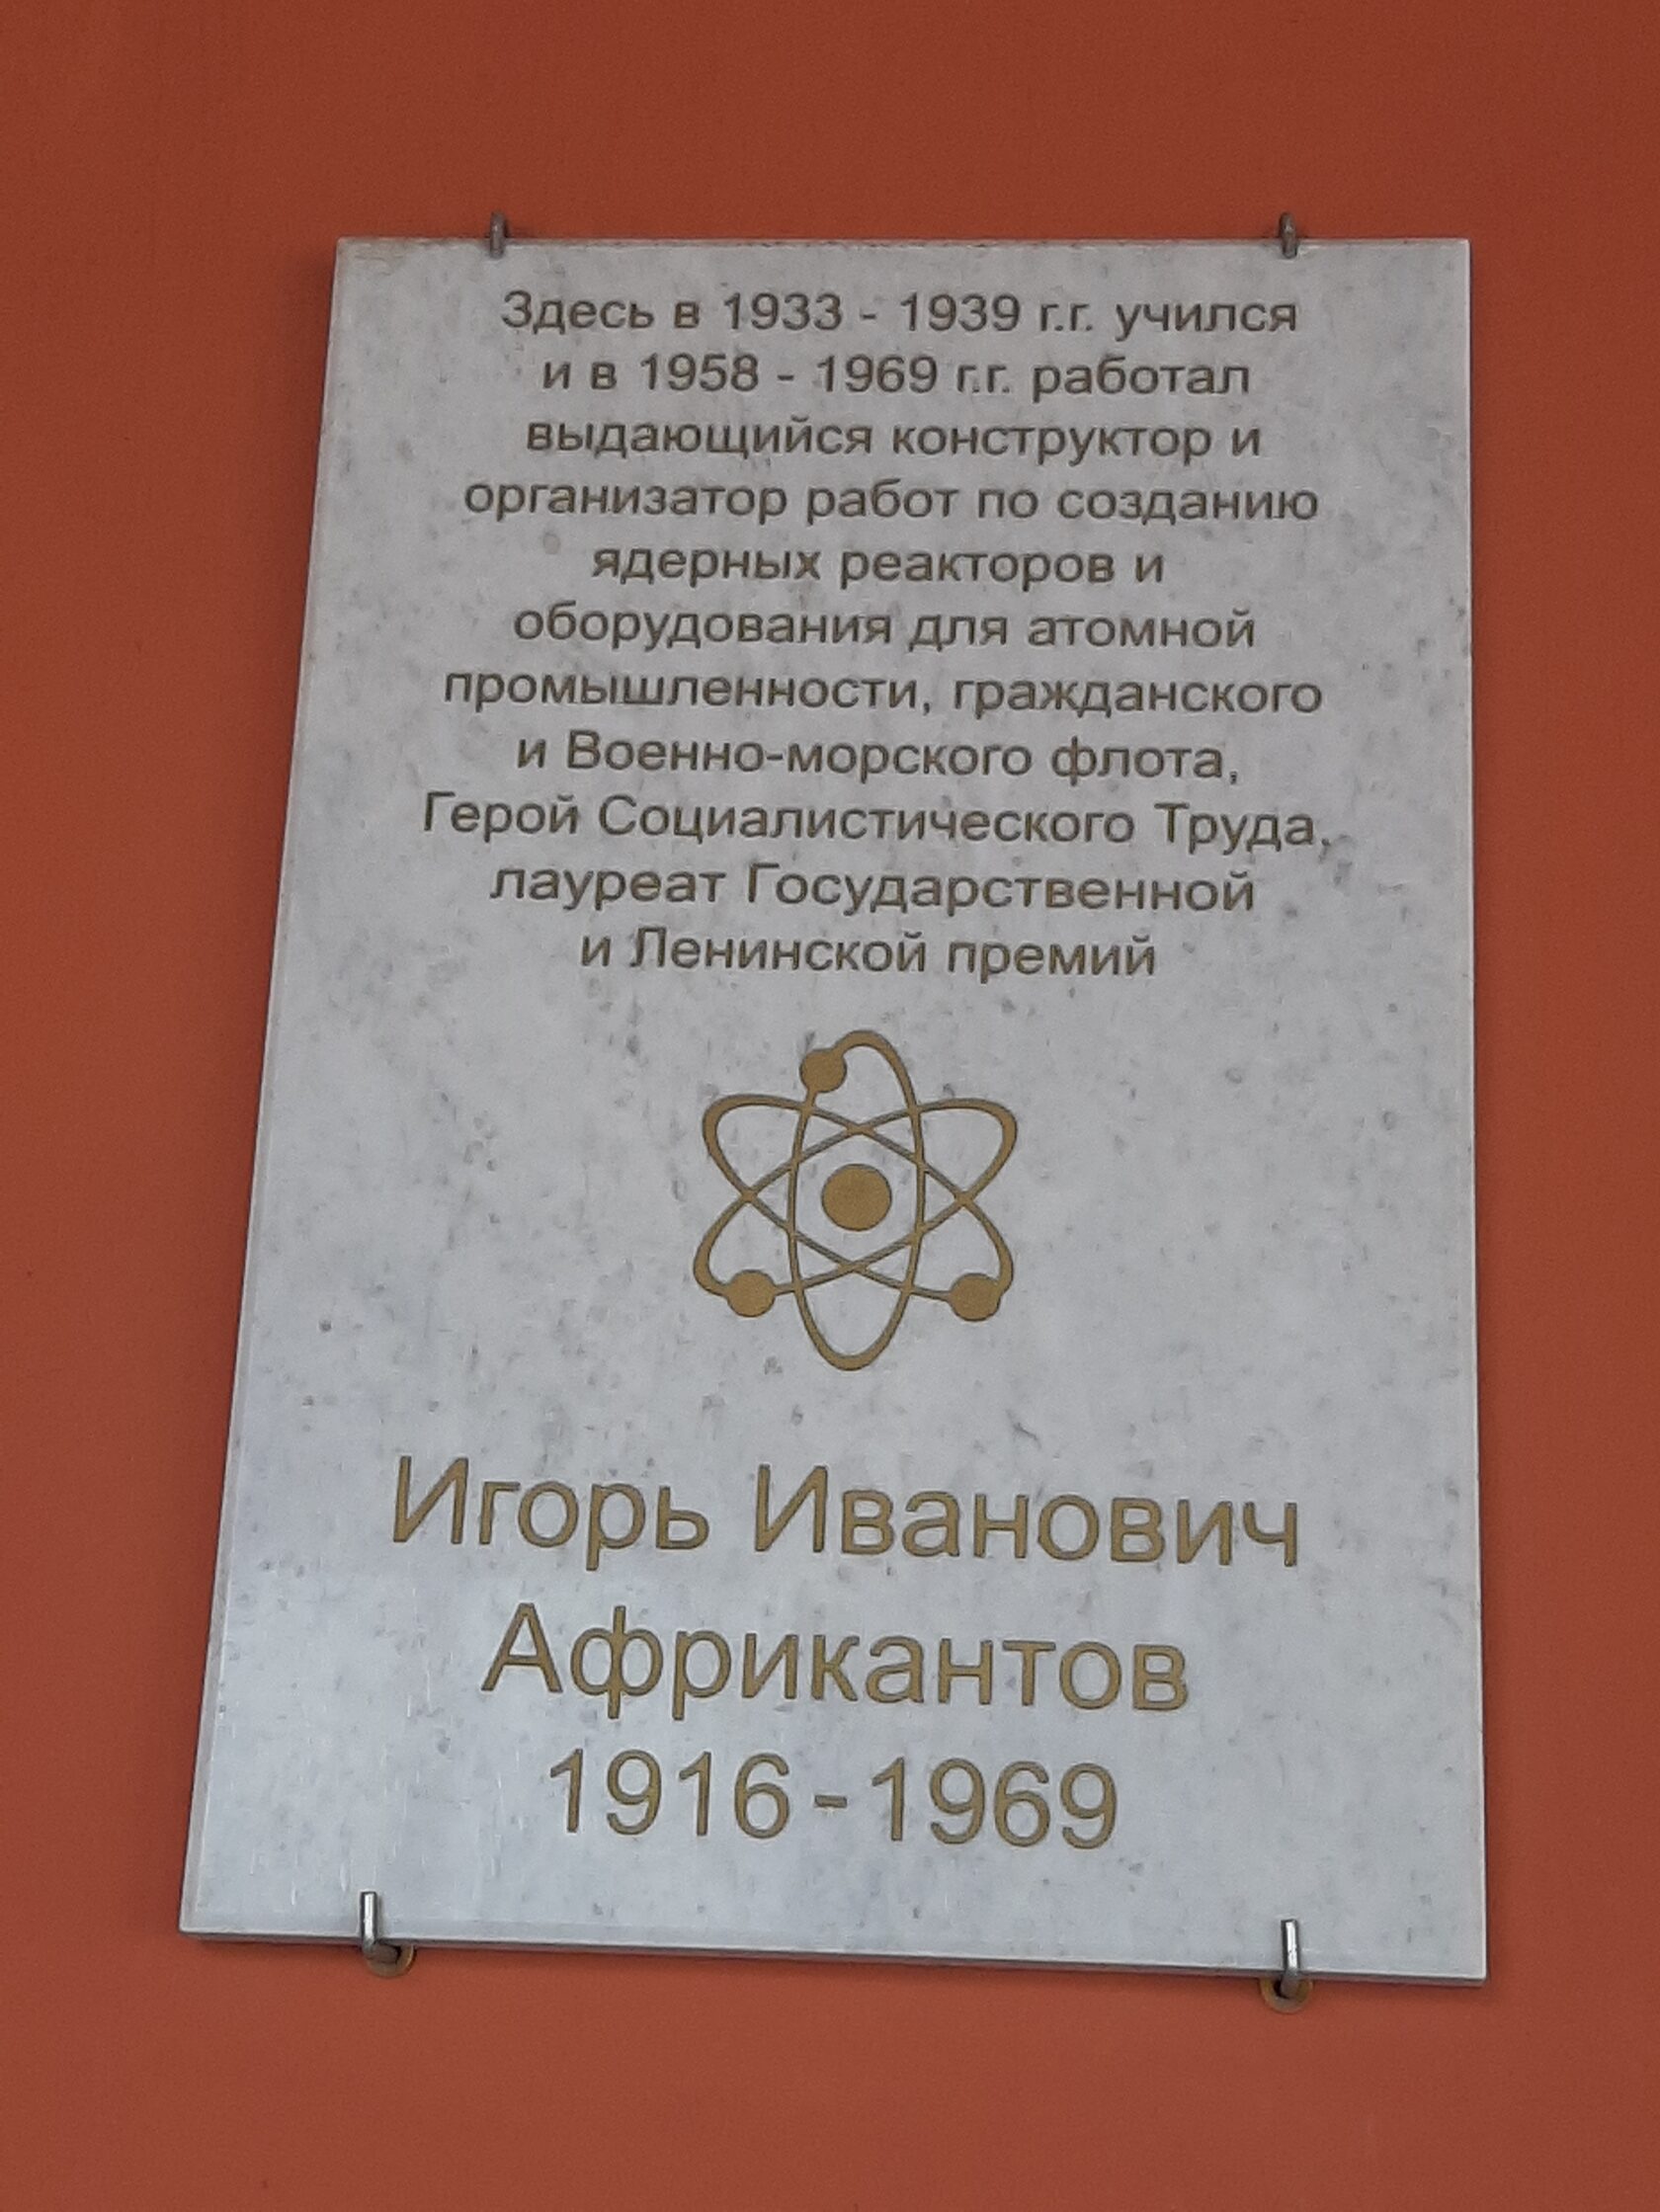 Здесь в 1933 - 1939 г.г. учился
и в 1958 - 1969 г.г. работал
выдающийся конструктор и
организатор работ по созданию
ядерных реакторов и
оборудования для атомной
промышленности, гражданского
и Военно-морского флота,
Герой Социалистического Труда,
лауреат Государственной
и Ленинской премий
Игорь Иванович
Африкантов
1916 - 1969